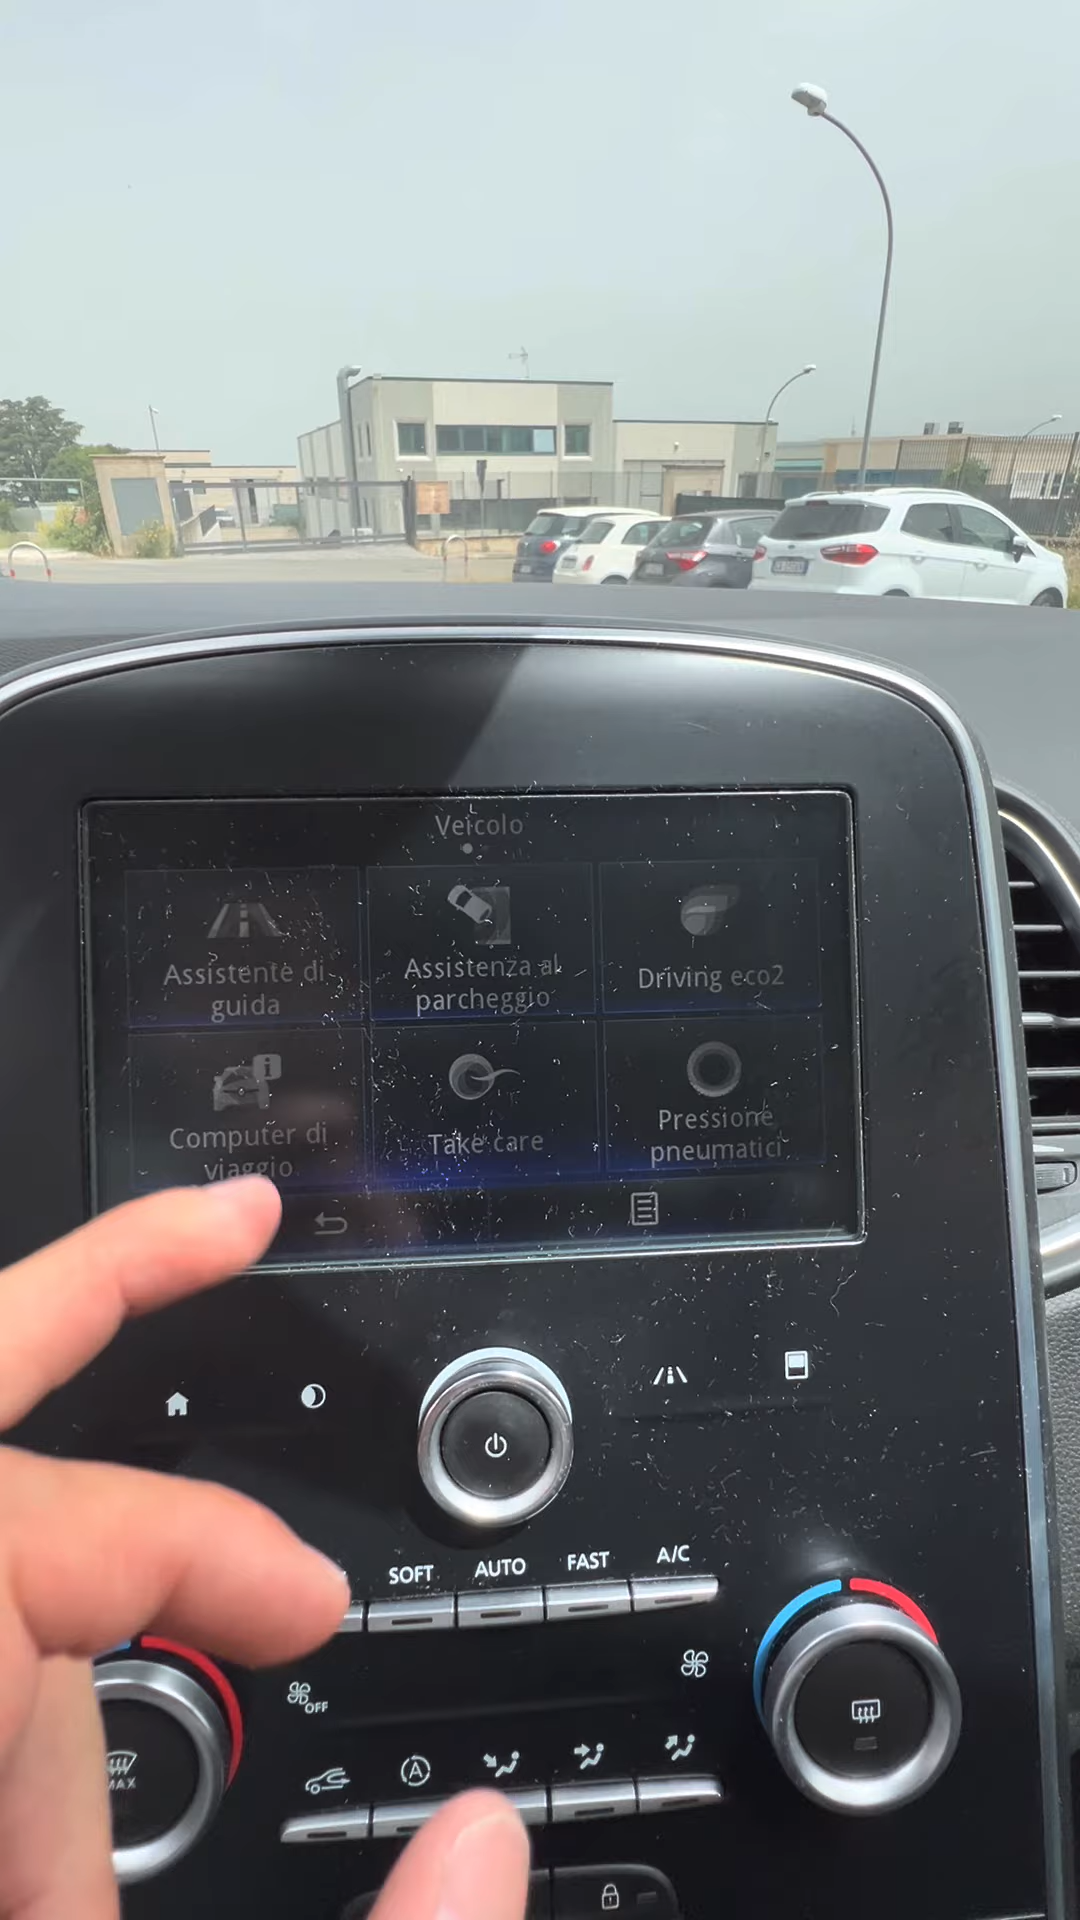 Veicolo
Assistente di
guida
Assistenza al
parcheggio
Driving eco2
Computer di
viaggio
Take care
Pressione
pneumatici
SOFT
AUTO
FAST
A/C
OFF
MAX
A